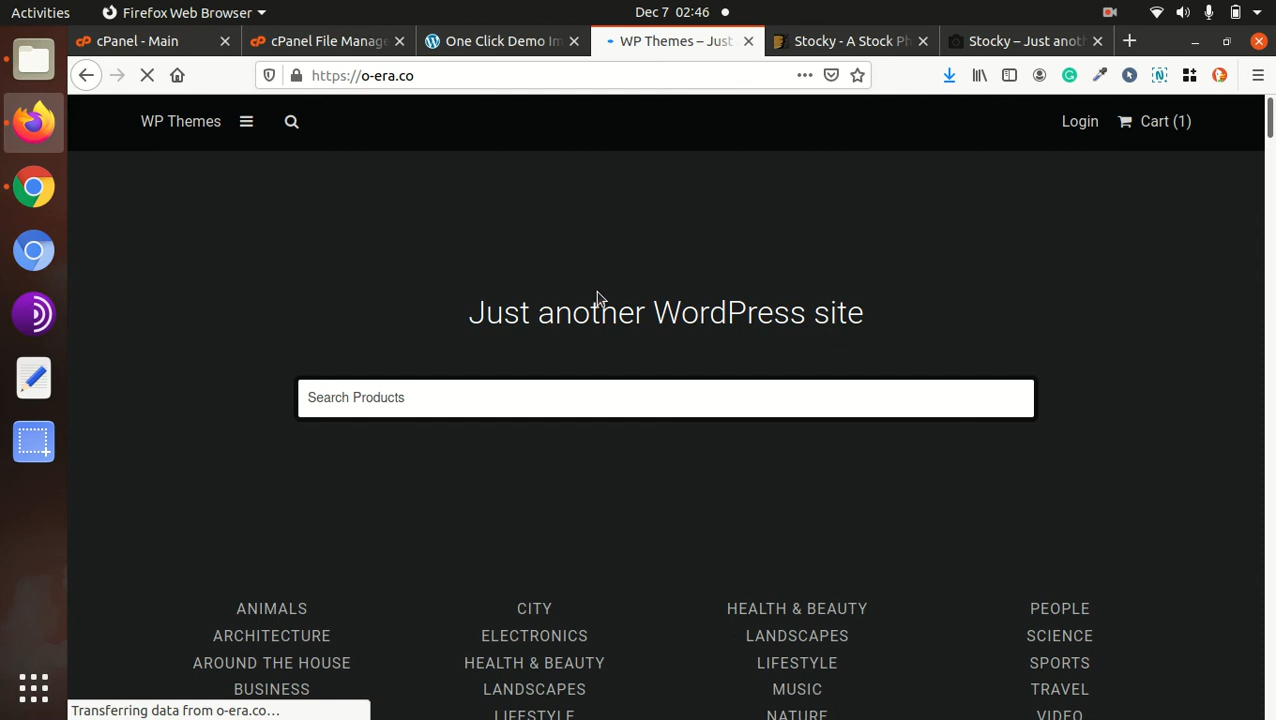 Activities
Firefox Web Browser
Dec 7 02:46
cPanel - Main
cPanel File Manage
One Click Demo Im
WP Themes – Just
Stocky - A Stock Ph
Stocky – Just anot
https://o-era.co
WP Themes
Login
Cart (1)
Just another WordPress site
Search Products
ANIMALS CITY HEALTH & BEAUTY PEOPLE
ARCHITECTURE ELECTRONICS LANDSCAPES SCIENCE
AROUND THE HOUSE HEALTH & BEAUTY LIFESTYLE SPORTS
BUSINESS LANDSCAPES MUSIC TRAVEL
LIFESTYLE NATURE VIDEO
Transferring data from o-era.co...